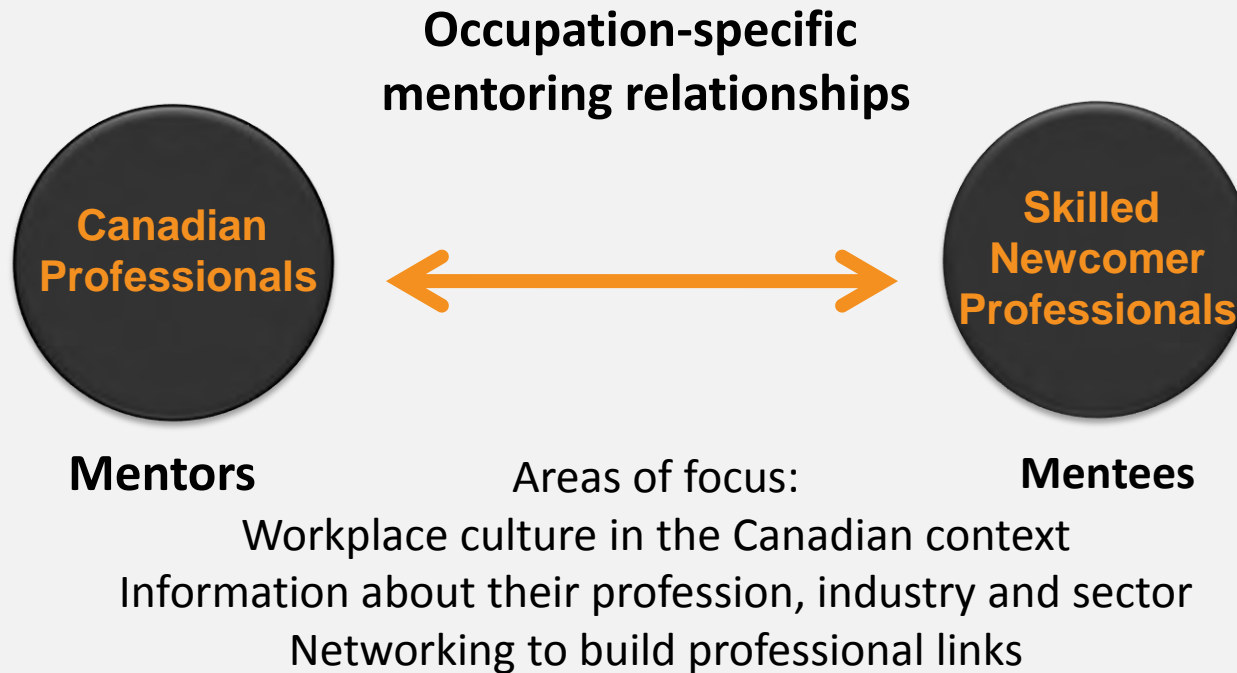 Occupation-specific
mentoring relationships
Canadian
Professionals
Skilled
Newcomer
Professionals
Mentors
Mentees
Areas of focus:
Workplace culture in the Canadian context
Information about their profession, industry and sector
Networking to build professional links